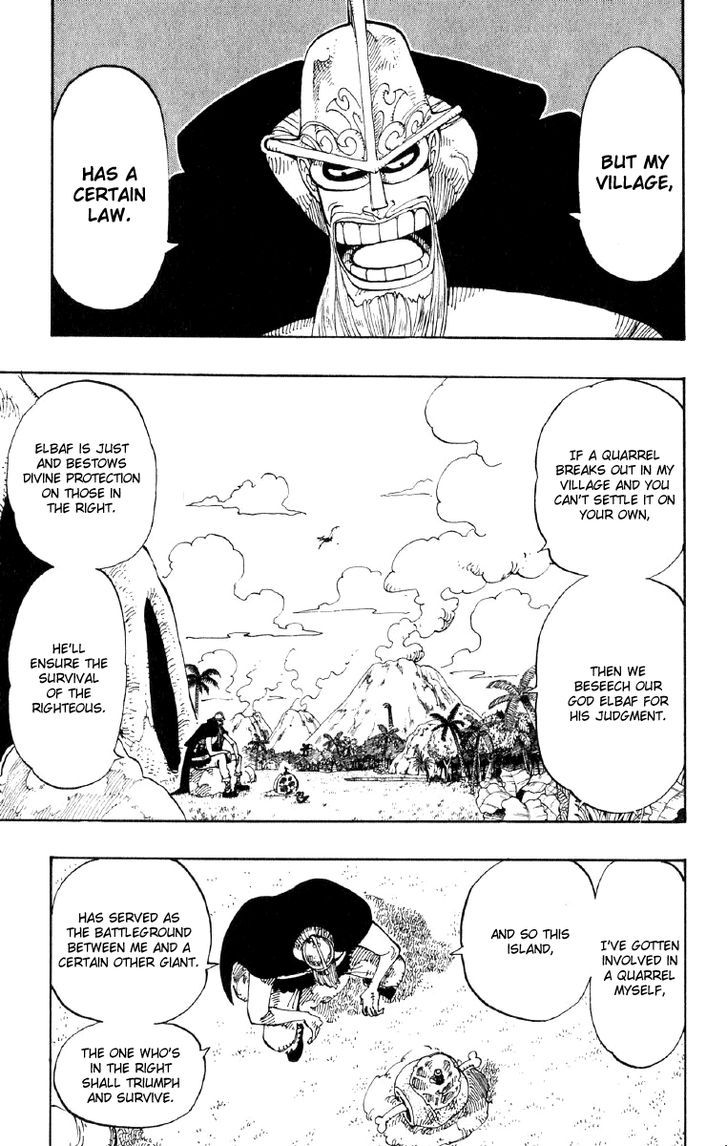 BUT MY
VILLAGE,
HAS A
CERTAIN
LAW.
IF A QUARREL
BREAKS OUT IN MY
VILLAGE AND YOU
CAN'T SETTLE IT ON
YOUR OWN,
THEN WE
BESEECH OUR
GOD ELBAF FOR
HIS JUDGMENT.
ELBAF IS JUST
AND BESTOWS
DIVINE PROTECTION
ON THOSE IN
THE RIGHT.
HE'LL
ENSURE THE
SURVIVAL
OF THE
RIGHTEOUS.
I'VE GOTTEN
INVOLVED IN
A QUARREL
MYSELF,
AND SO THIS
ISLAND,
HAS SERVED AS
THE BATTLEGROUND
BETWEEN ME AND A
CERTAIN OTHER GIANT.
THE ONE WHO'S
IN THE RIGHT
SHALL TRIUMPH
AND SURVIVE.